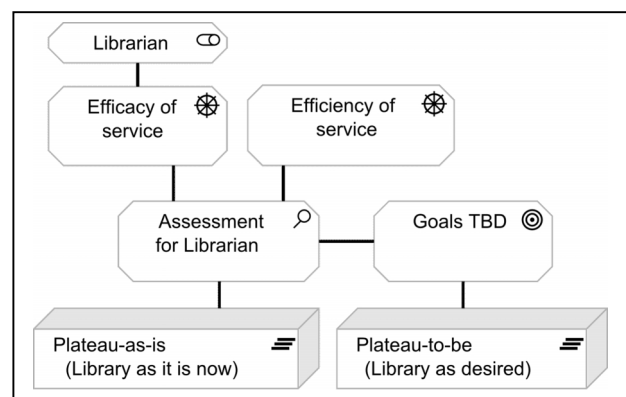 Librarian
Efficacy of
service
Efficiency of
service
Assessment
for Librarian
Goals TBD
Plateau-as-is
(Library as it is now)
Plateau-to-be
(Library as desired)